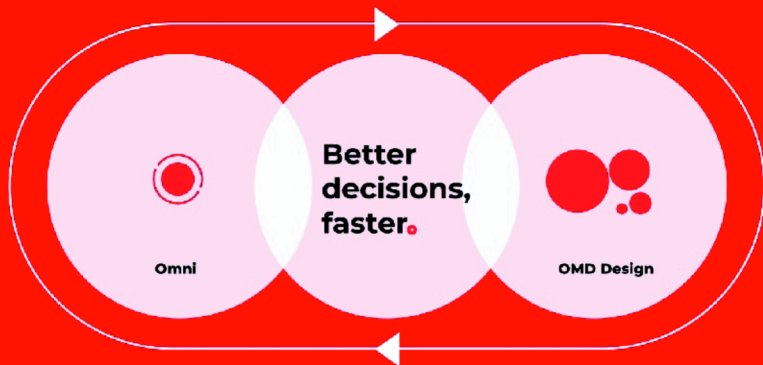 Better
decisions,
faster.
Omni
OMD Design